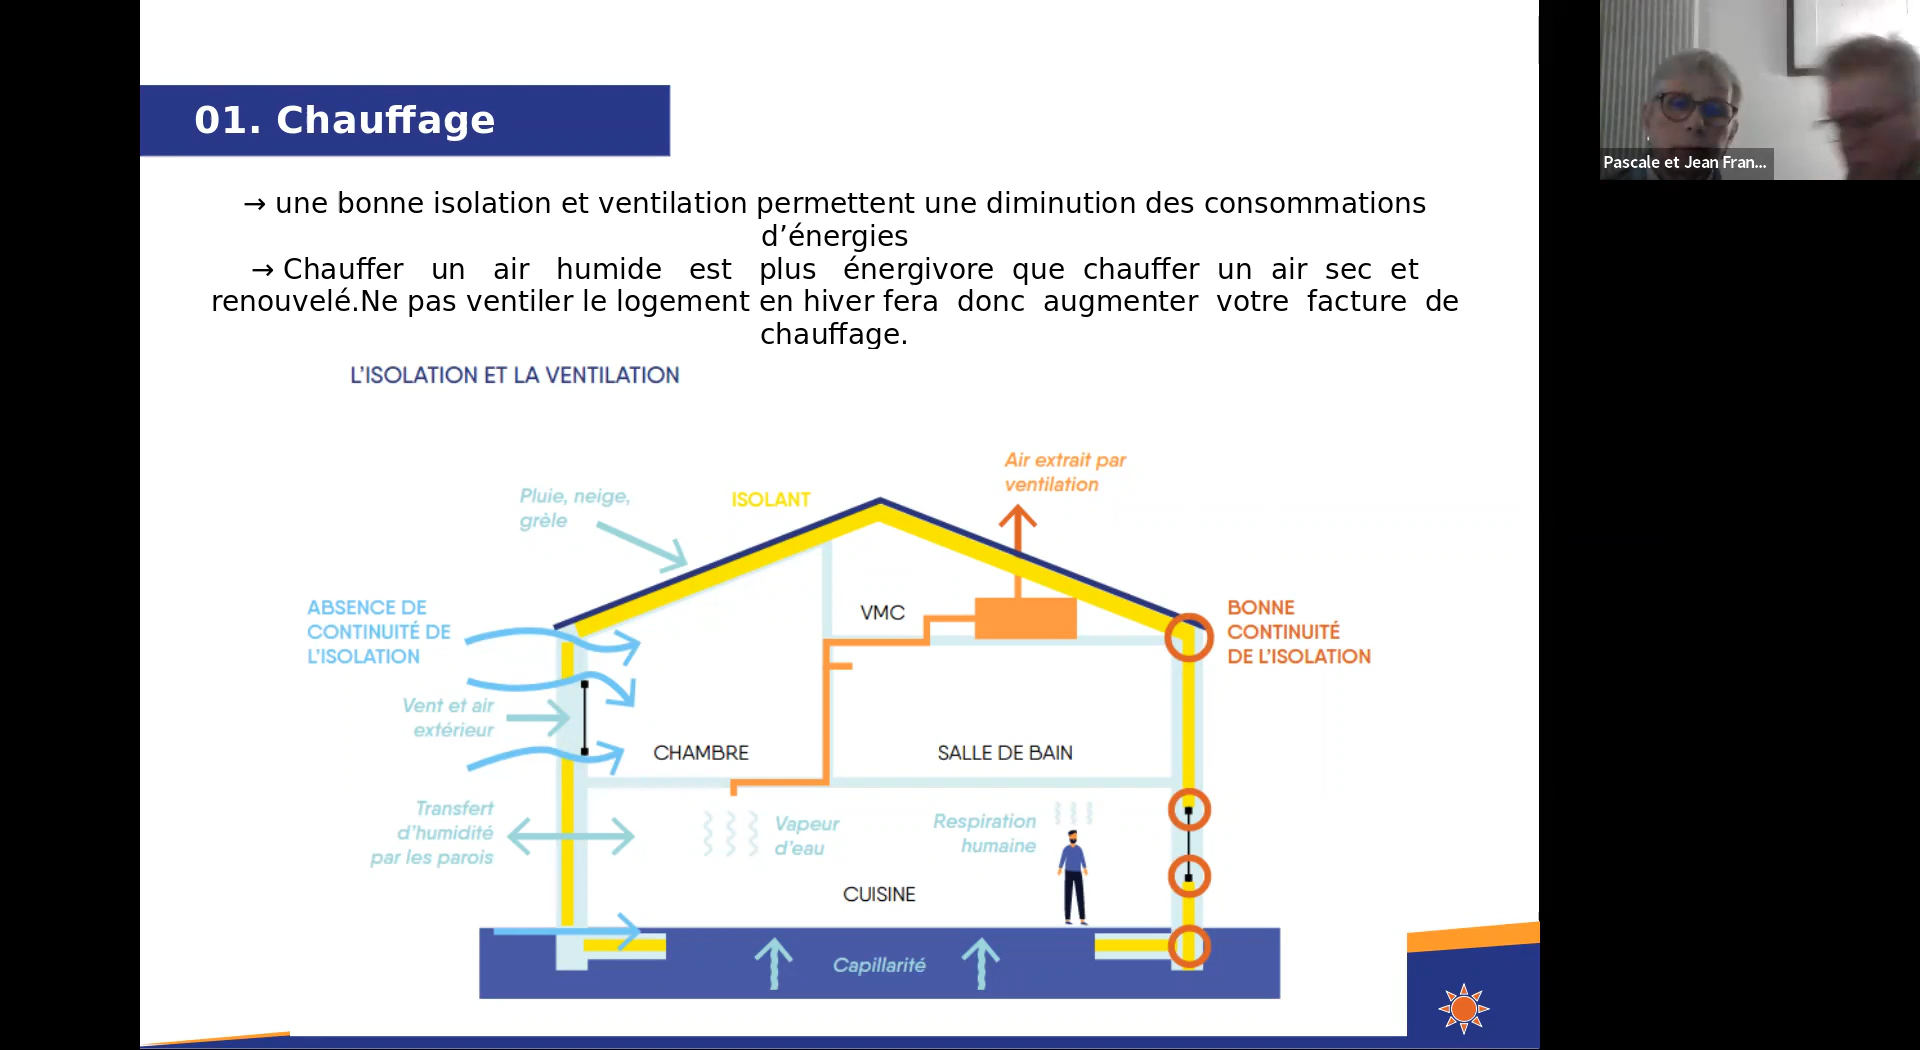 01. Chauffage
→ une bonne isolation et ventilation permettent une diminution des consommations
d’énergies
→ Chauffer un air humide est plus énergivore que chauffer un air sec et
renouvelé.Ne pas ventiler le logement en hiver fera donc augmenter votre facture de
chauffage.
L’ISOLATION ET LA VENTILATION
Air extrait par
ventilation
Pluie, neige,
grèle
ISOLANT
ABSENCE DE
CONTINUITÉ DE
L’ISOLATION
VMC
BONNE
CONTINUITÉ
DE L’ISOLATION
Vent et air
extérieur
CHAMBRE
SALLE DE BAIN
Transfert
d’humidité
par les parois
Vapeur
d’eau
Respiration
humaine
CUISINE
Capillarité
Pascale et Jean Fran...